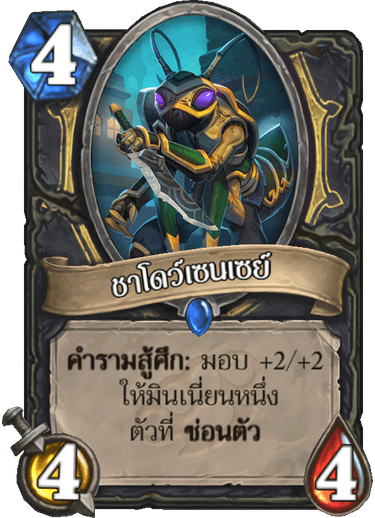 4
ชาโดว์เซนเซย์
คำรามสู้ศึก: มอบ +2/+2
ให้มินเนี่ยนหนึ่ง
ตัวที่ ซ่อนตัว
4
4